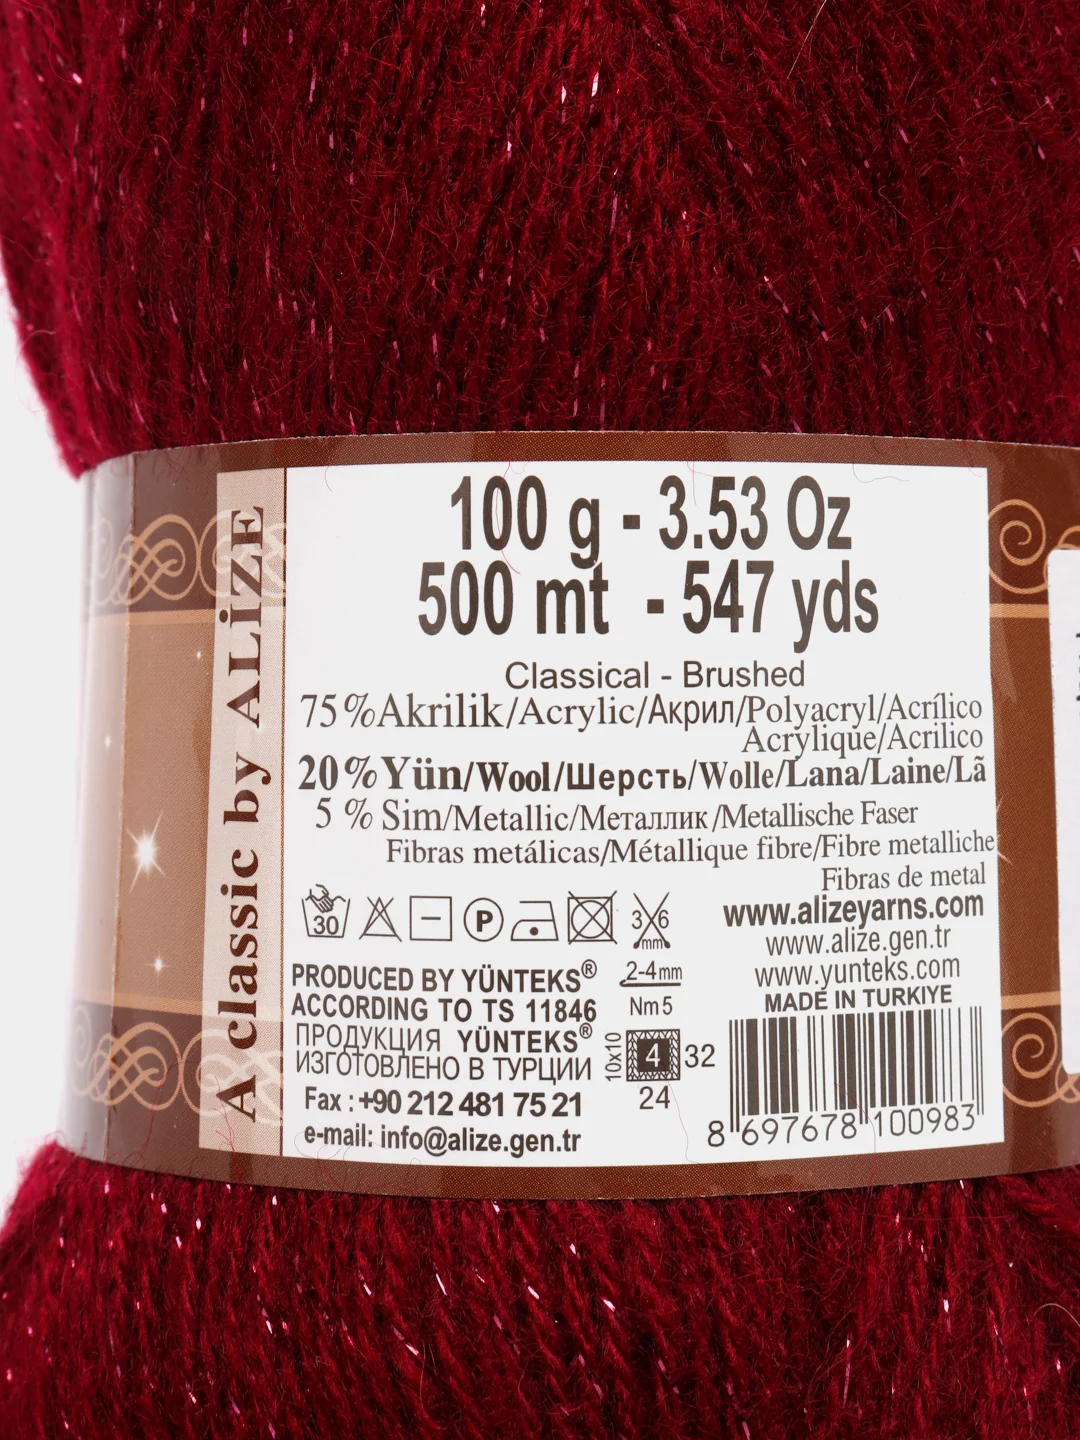 A classic by ALİZE
100 g - 3.53 Oz
500 mt - 547 yds
Classical - Brushed
75%Akrilik/Acrylic/Акрил/Polyacryl/Acrílico
Acrylique/Acrilico
20%Yün/Wool/Шерсть/Wolle/Lana/Laine/Lã
5 % Sim/Metallic/Металлик/Metallische Faser
Fibras metálicas/Métallique fibre/Fibre metalliche
Fibras de metal
30
P
3 6
mm
www.alizeyarns.com
www.alize.gen.tr
www.yunteks.com
MADE IN TURKIYE
PRODUCED BY YÜNTEKS®
ACCORDING TO TS 11846
ПРОДУКЦИЯ YÜNTEKS®
ИЗГОТОВЛЕНО В ТУРЦИИ
Fax : +90 212 481 75 21
e-mail: info@alize.gen.tr
2-4mm
Nm5
10x10
4
32
24
8 697678 100983